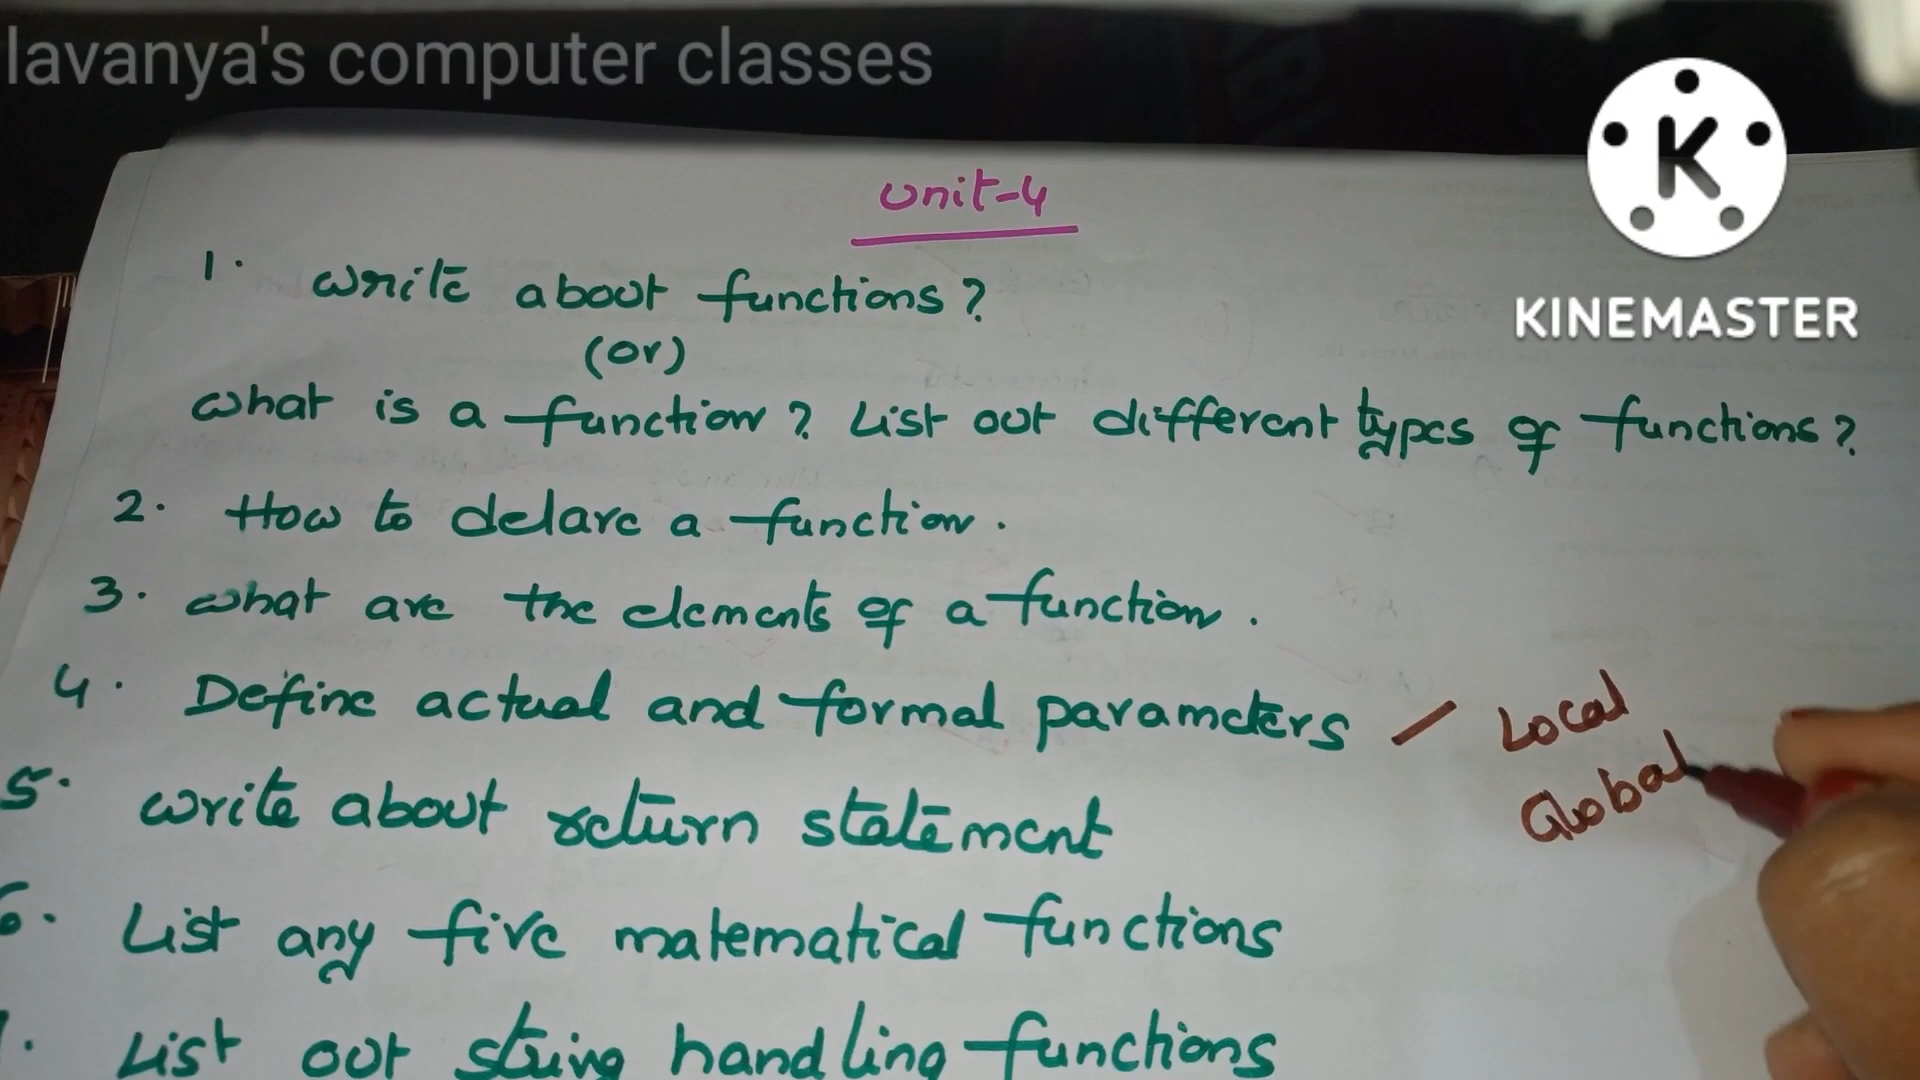 lavanya's computer classes
KINEMASTER
Unit-4
1. Write about functions?
(or)
What is a function? List out different types of functions?
2. How to delare a function.
3. what are the elements of a function.
4. Define actual and formal parameters / Local
Global
5. write about return statement
6. List any five matematical functions
List out string handling functions